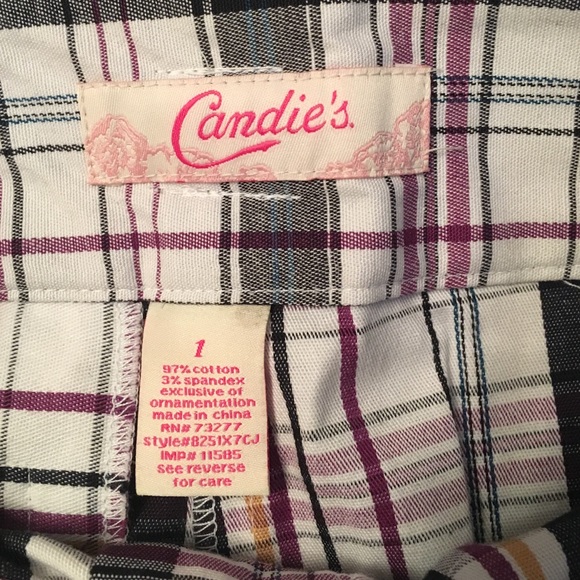 Candie's.
1
97% cotton
3% spandex
exclusive of
ornamentation
made in china
RN# 73277
style#8251X7CJ
IMP# 11585
see reverse
for care